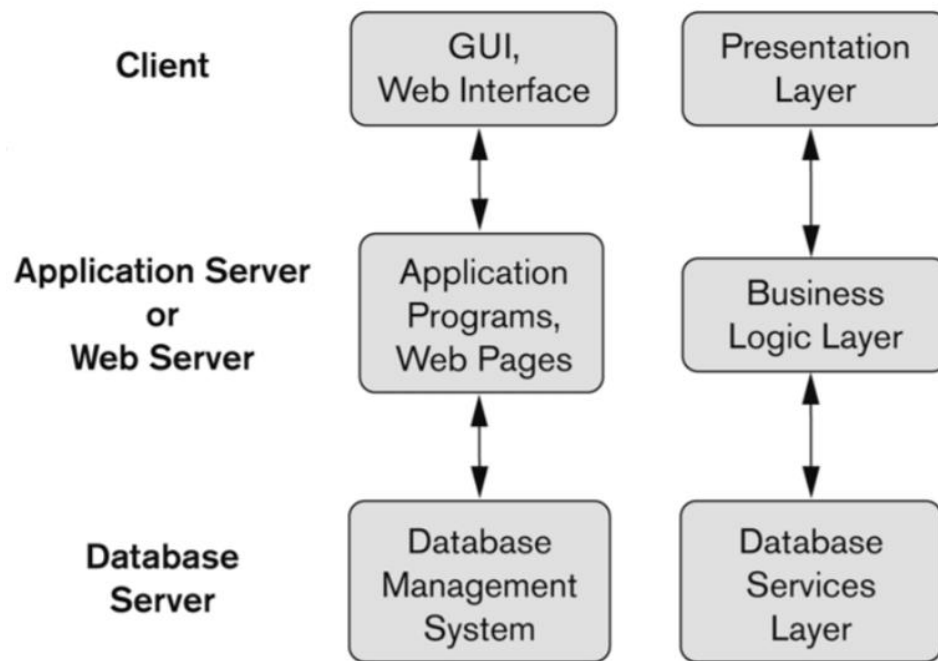 Client
GUI,
Web Interface
Presentation
Layer
Application Server
or
Web Server
Application
Programs,
Web Pages
Business
Logic Layer
Database
Server
Database
Management
System
Database
Services
Layer